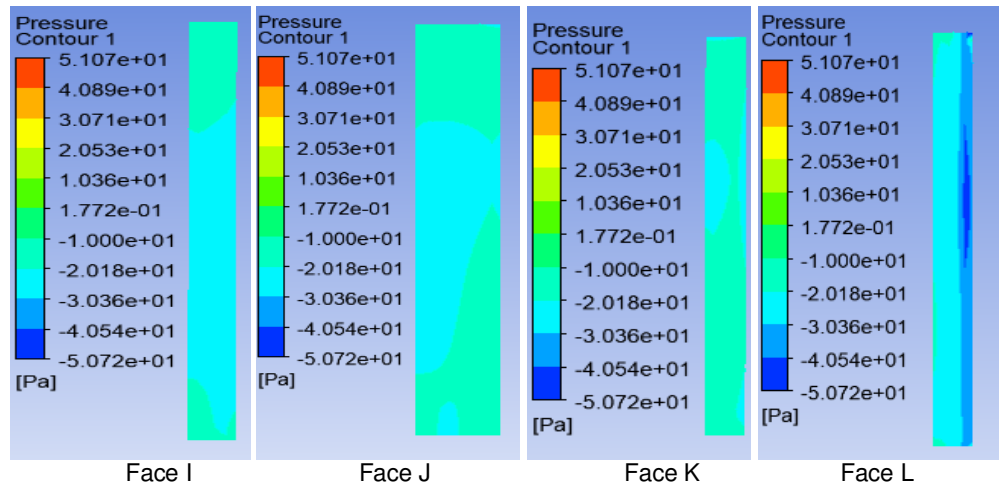 Pressure
Contour 1
5.107e+01
4.089e+01
3.071e+01
2.053e+01
1.036e+01
1.772e-01
-1.000e+01
-2.018e+01
-3.036e+01
-4.054e+01
-5.072e+01
[Pa]
Face I
Pressure
Contour 1
5.107e+01
4.089e+01
3.071e+01
2.053e+01
1.036e+01
1.772e-01
-1.000e+01
-2.018e+01
-3.036e+01
-4.054e+01
-5.072e+01
[Pa]
Face J
Pressure
Contour 1
5.107e+01
4.089e+01
3.071e+01
2.053e+01
1.036e+01
1.772e-01
-1.000e+01
-2.018e+01
-3.036e+01
-4.054e+01
-5.072e+01
[Pa]
Face K
Pressure
Contour 1
5.107e+01
4.089e+01
3.071e+01
2.053e+01
1.036e+01
1.772e-01
-1.000e+01
-2.018e+01
-3.036e+01
-4.054e+01
-5.072e+01
[Pa]
Face L